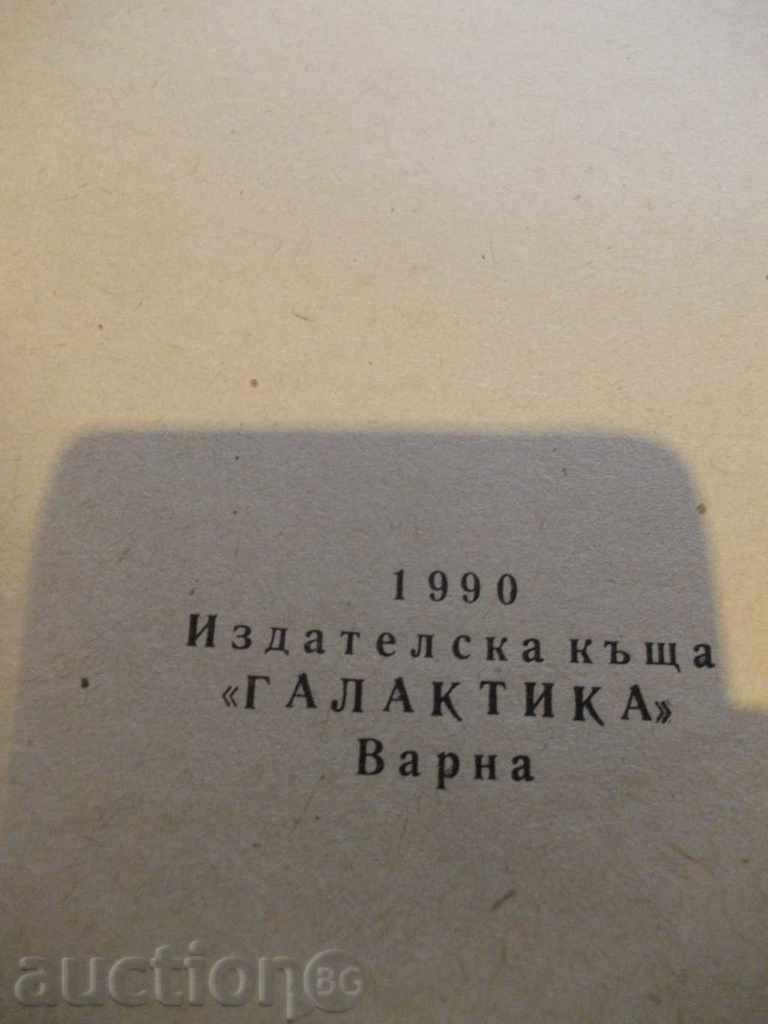 1990
Издателска къща
«ГАЛАКТИКА»
Варна
auction BG